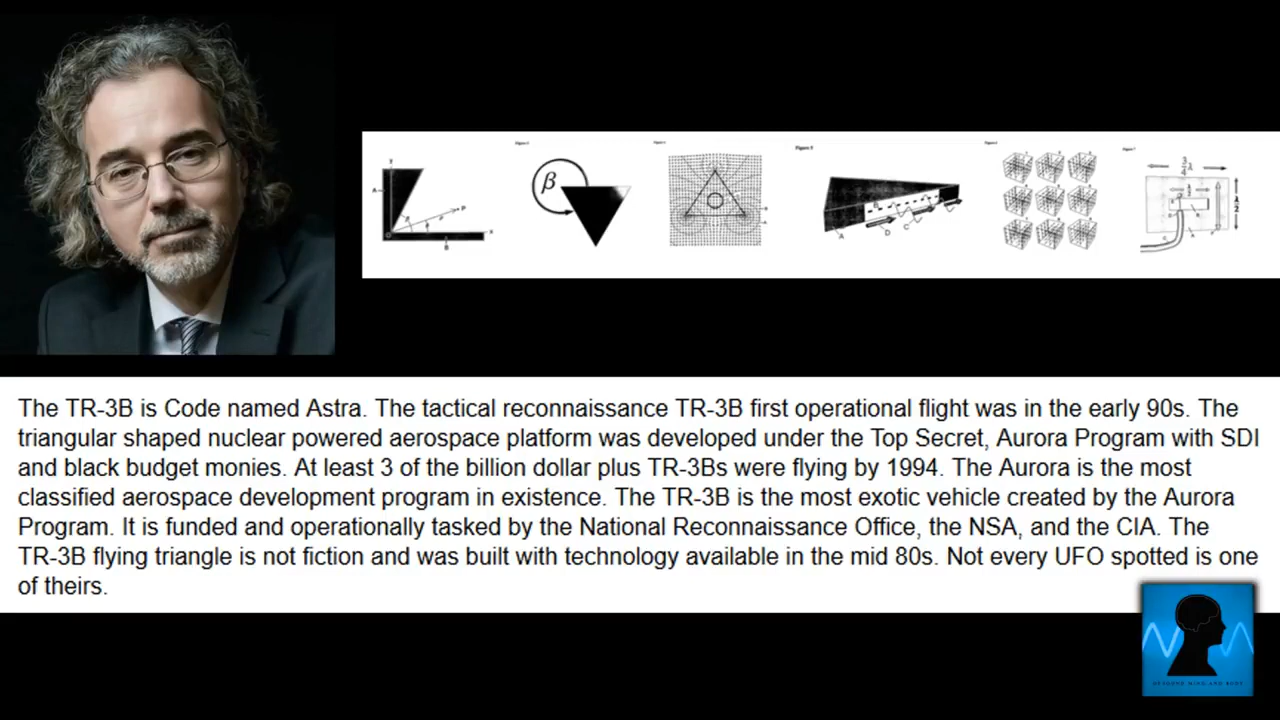 β
The TR-3B is Code named Astra. The tactical reconnaissance TR-3B first operational flight was in the early 90s. The
triangular shaped nuclear powered aerospace platform was developed under the Top Secret, Aurora Program with SDI
and black budget monies. At least 3 of the billion dollar plus TR-3Bs were flying by 1994. The Aurora is the most
classified aerospace development program in existence. The TR-3B is the most exotic vehicle created by the Aurora
Program. It is funded and operationally tasked by the National Reconnaissance Office, the NSA, and the CIA. The
TR-3B flying triangle is not fiction and was built with technology available in the mid 80s. Not every UFO spotted is one
of theirs.
BEYOND MIND AND BODY